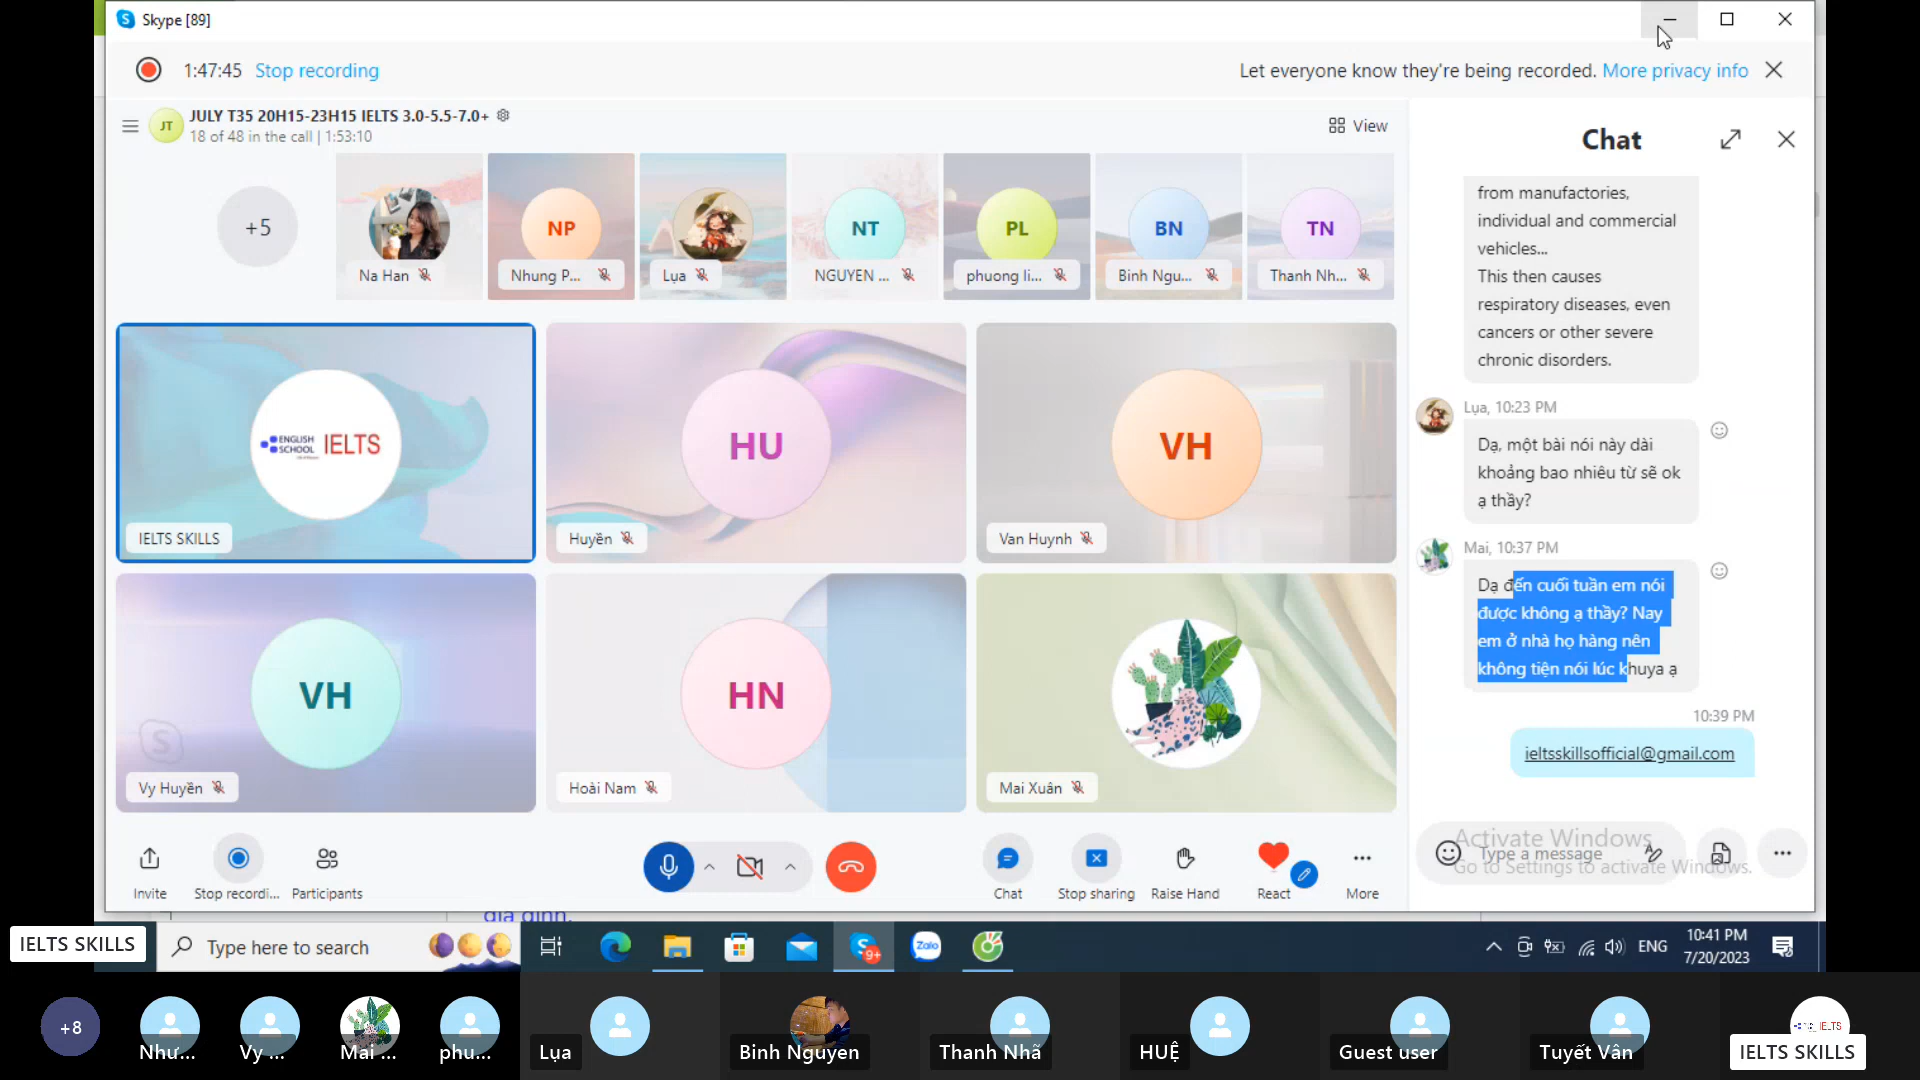 Skype [89]
1:47:45 Stop recording
Let everyone know they're being recorded. More privacy info
JT
JULY T35 20H15-23H15 IELTS 3.0-5.5-7.0+
18 of 48 in the call | 1:53:10
View
+5
Na Han
NP
Nhung P...
Lụa
NT
NGUYEN ...
PL
phuong li...
BN
Binh Ngu...
TN
Thanh Nh...
ENGLISH
SCHOOL IELTS
IELTS SKILLS
HU
Huyền
VH
Van Huynh
VH
Vy Huyền
HN
Hoài Nam
Mai Xuân
Chat
from manufactories,
individual and commercial
vehicles...
This then causes
respiratory diseases, even
cancers or other severe
chronic disorders.
Lụa, 10:23 PM
Dạ, một bài nói này dài
khoảng bao nhiêu từ sẽ ok
ạ thầy?
Mai, 10:37 PM
Dạ đến cuối tuần em nói
được không ạ thầy? Nay
em ở nhà họ hàng nên
không tiện nói lúc khuya ạ
10:39 PM
ieltsskillsofficial@gmail.com
Type a message
Activate Windows
Go to Settings to activate Windows.
Invite
Stop recordi...
Participants
Chat
Stop sharing
Raise Hand
React
More
gia đình.
IELTS SKILLS
Type here to search
9+
Zalo
ENG
10:41 PM
7/20/2023
+8
Như...
Vy ...
Mai ...
phu...
Lụa
Binh Nguyen
Thanh Nhã
HUỆ
Guest user
Tuyết Vân
IELTS SKILLS